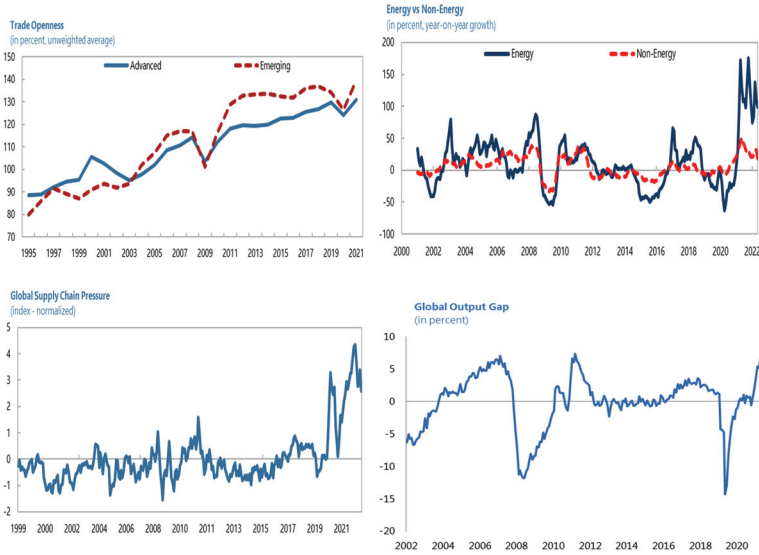 Trade Openness
(in percent, unweighted average)
Advanced Emerging
150
140
130
120
110
100
90
80
70
1995 1997 1999 2001 2003 2005 2007 2009 2011 2013 2015 2017 2019 2021
Energy vs Non-Energy
(in percent, year-on-year growth)
Energy Non-Energy
200
150
100
50
0
-50
-100
2000 2002 2004 2006 2008 2010 2012 2014 2016 2018 2020 2022
Global Supply Chain Pressure
(index - normalized)
5
4
3
2
1
0
-1
-2
1999 2000 2002 2004 2006 2007 2009 2010 2012 2014 2015 2017 2019 2021
Global Output Gap
(in percent)
10
5
0
-5
-10
-15
-20
2002 2004 2006 2008 2010 2012 2014 2016 2018 2020